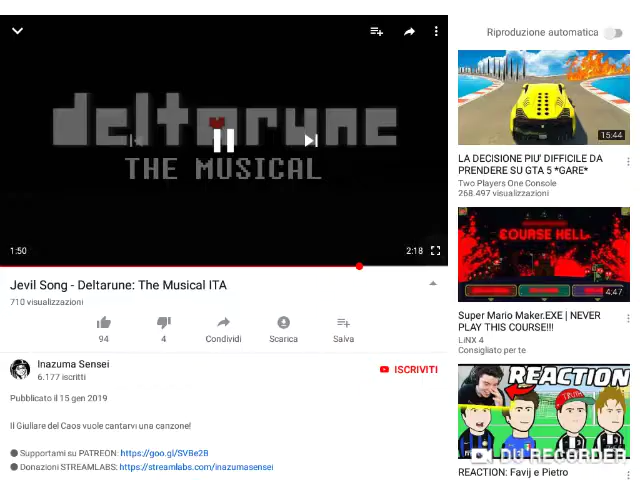 Riproduzione automatica
deltarune
THE MUSICAL
1:50
2:18
Jevil Song - Deltarune: The Musical ITA
710 visualizzazioni
94
4
Condividi
Scarica
Salva
Inazuma Sensei
6.177 iscritti
ISCRIVITI
Pubblicato il 15 gen 2019
Il Giullare del Caos vuole cantarvi una canzone!
● Supportami su PATREON: https://goo.gl/SVBe2B
● Donazioni STREAMLABS: https://streamlabs.com/inazumasensei
15:44
LA DECISIONE PIU' DIFFICILE DA
PRENDERE SU GTA 5 *GARE*
Two Players One Console
268.497 visualizzazioni
COURSE HELL
4:47
Super Mario Maker.EXE | NEVER
PLAY THIS COURSE!!!
LiNX 4
Consigliato per te
REACTION
TRUTH
DU RECORDER
REACTION: Favij e Pietro